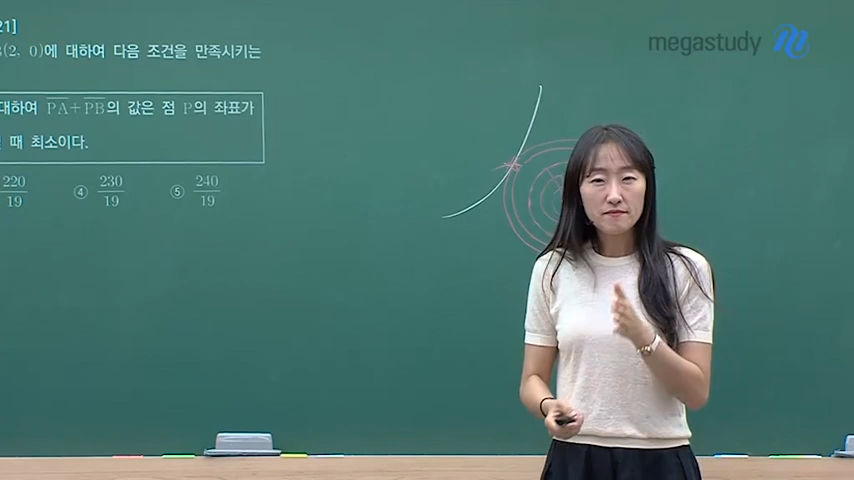 21]
(2, 0)에 대하여 다음 조건을 만족시키는
megastudy
대하여 PA+PB의 값은 점 P의 좌표가
때 최소이다.
220/19 ④ 230/19 ⑤ 240/19